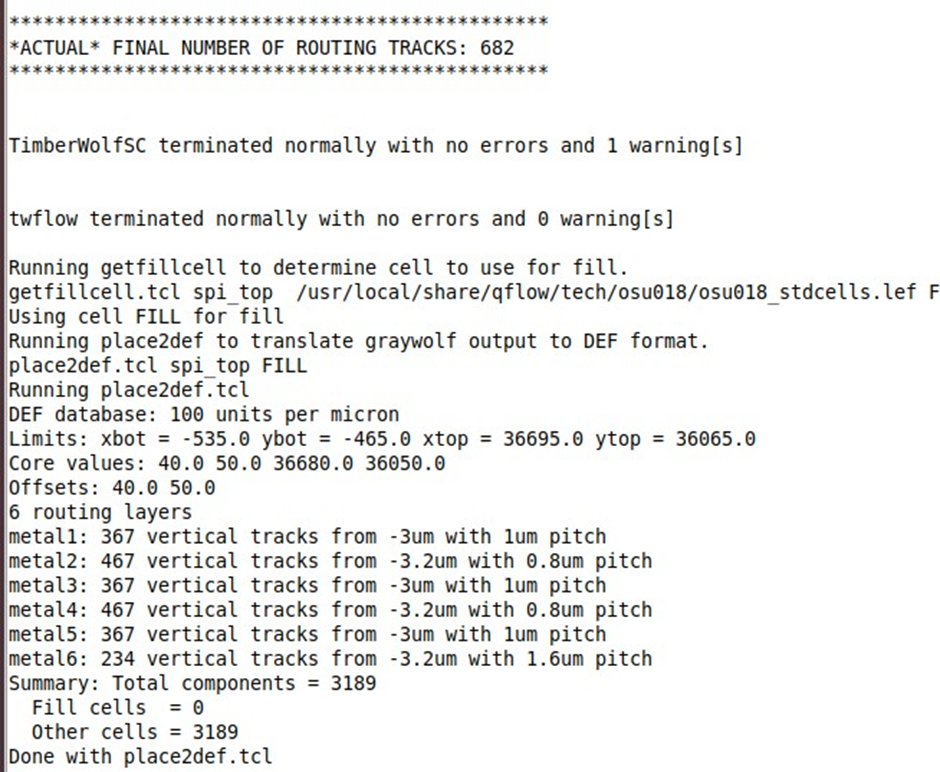 ***********************************************
*ACTUAL* FINAL NUMBER OF ROUTING TRACKS: 682
***********************************************
TimberWolfSC terminated normally with no errors and 1 warning[s]
twflow terminated normally with no errors and 0 warning[s]
Running getfillcell to determine cell to use for fill.
getfillcell.tcl spi_top  /usr/local/share/qflow/tech/osu018/osu018_stdcells.lef F
Using cell FILL for fill
Running place2def to translate graywolf output to DEF format.
place2def.tcl spi_top FILL
Running place2def.tcl
DEF database: 100 units per micron
Limits: xbot = -535.0 ybot = -465.0 xtop = 36695.0 ytop = 36065.0
Core values: 40.0 50.0 36680.0 36050.0
Offsets: 40.0 50.0
6 routing layers
metal1: 367 vertical tracks from -3um with 1um pitch
metal2: 467 vertical tracks from -3.2um with 0.8um pitch
metal3: 367 vertical tracks from -3um with 1um pitch
metal4: 467 vertical tracks from -3.2um with 0.8um pitch
metal5: 367 vertical tracks from -3um with 1um pitch
metal6: 234 vertical tracks from -3.2um with 1.6um pitch
Summary: Total components = 3189
  Fill cells  = 0
  Other cells = 3189
Done with place2def.tcl